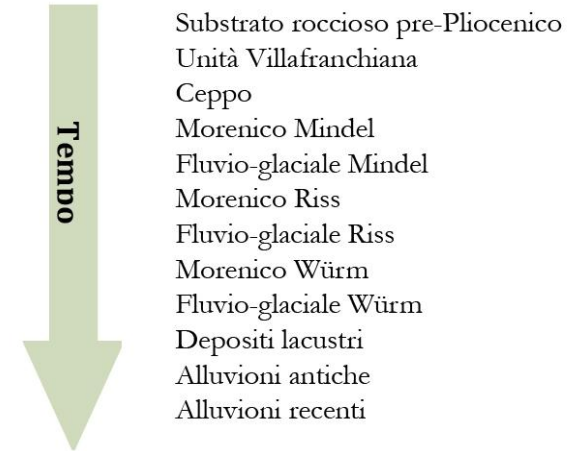 Tempo
Substrato roccioso pre-Pliocenico
Unità Villafranchiana
Ceppo
Morenico Mindel
Fluvio-glaciale Mindel
Morenico Riss
Fluvio-glaciale Riss
Morenico Würm
Fluvio-glaciale Würm
Depositi lacustri
Alluvioni antiche
Alluvioni recenti